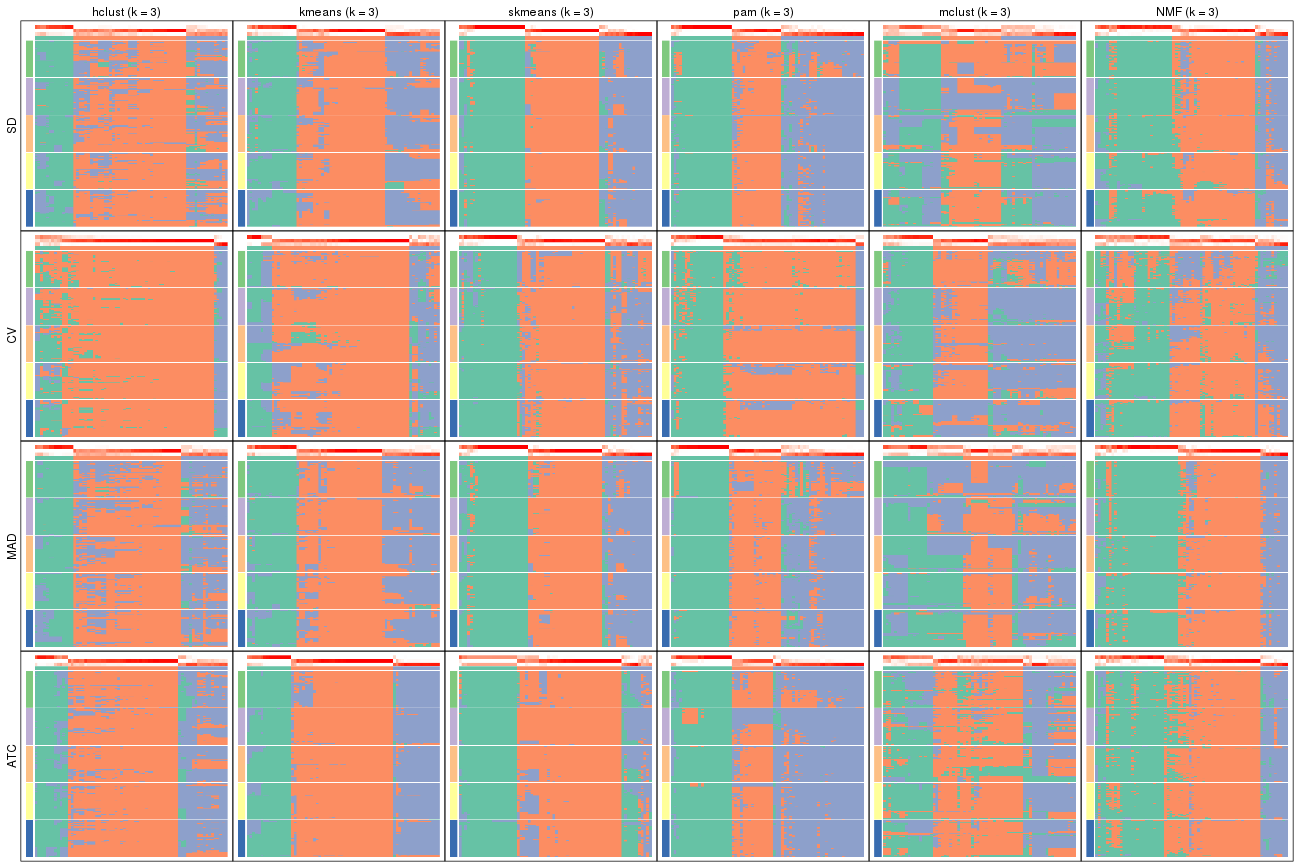 hclust (k = 3) kmeans (k = 3) skmeans (k = 3) pam (k = 3) mclust (k = 3) NMF (k = 3)
SD
CV
MAD
ATC